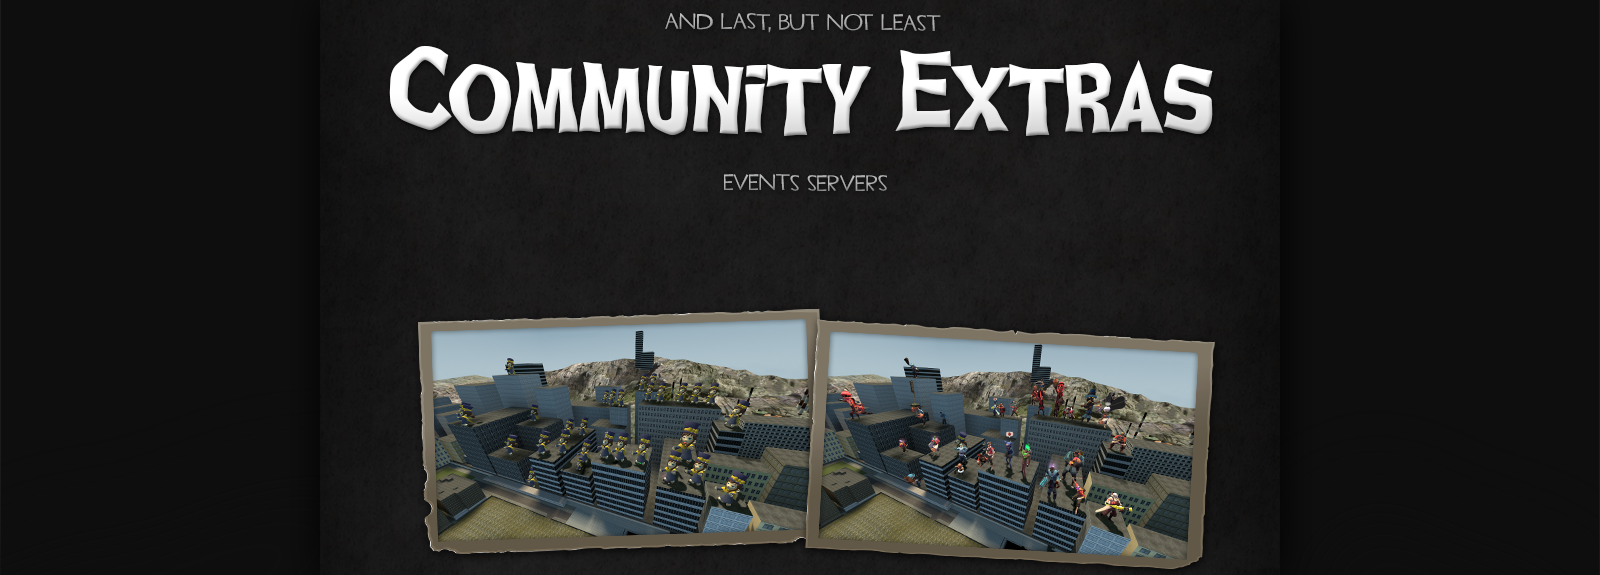 AND LAST, BUT NOT LEAST
COMMUNITY EXTRAS
EVENTS SERVERS